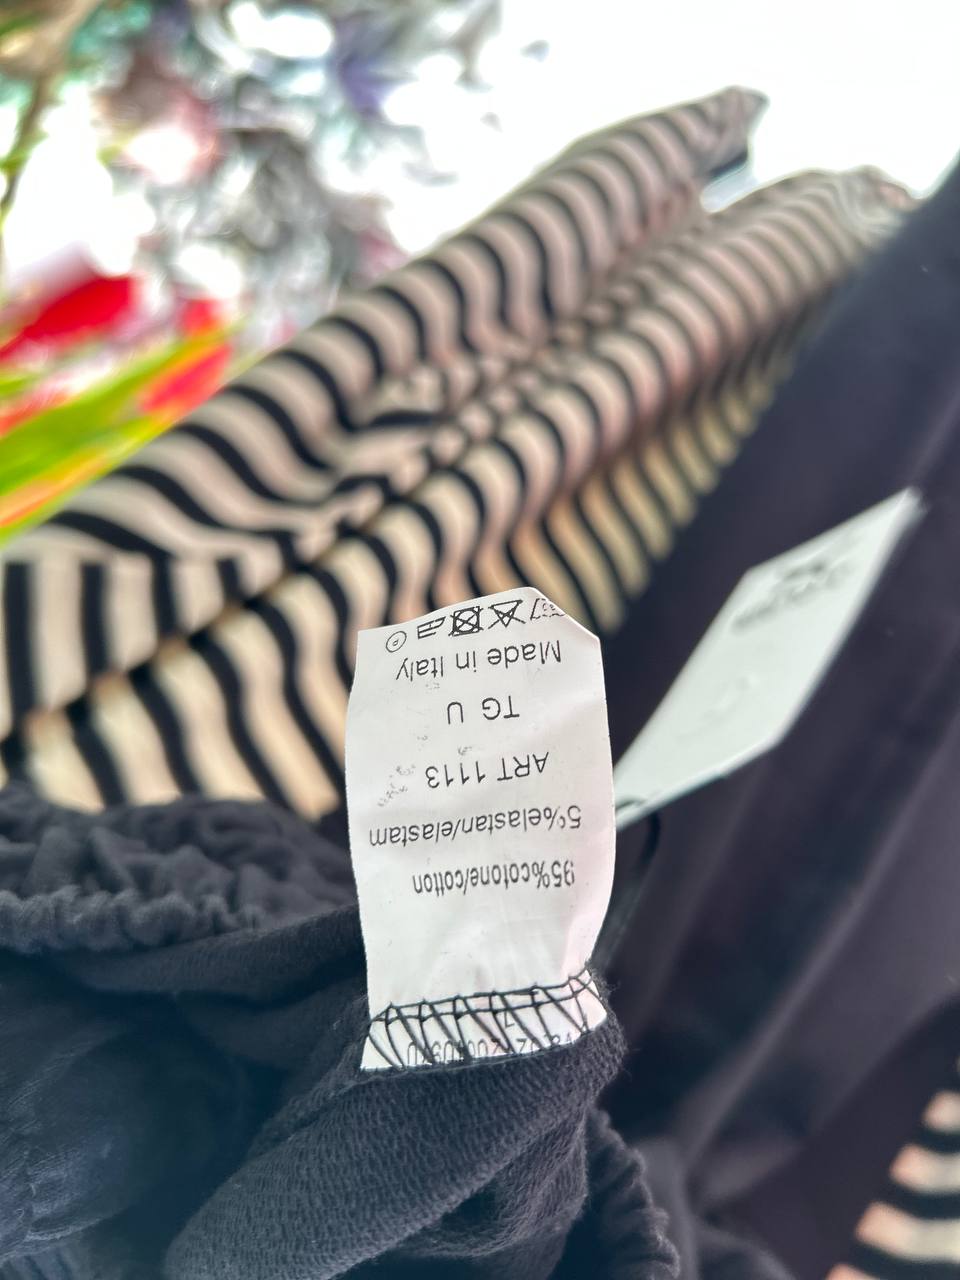 95%cotone/cotton
5%elastan/elastam
ART 1113
TG U
Made in Italy